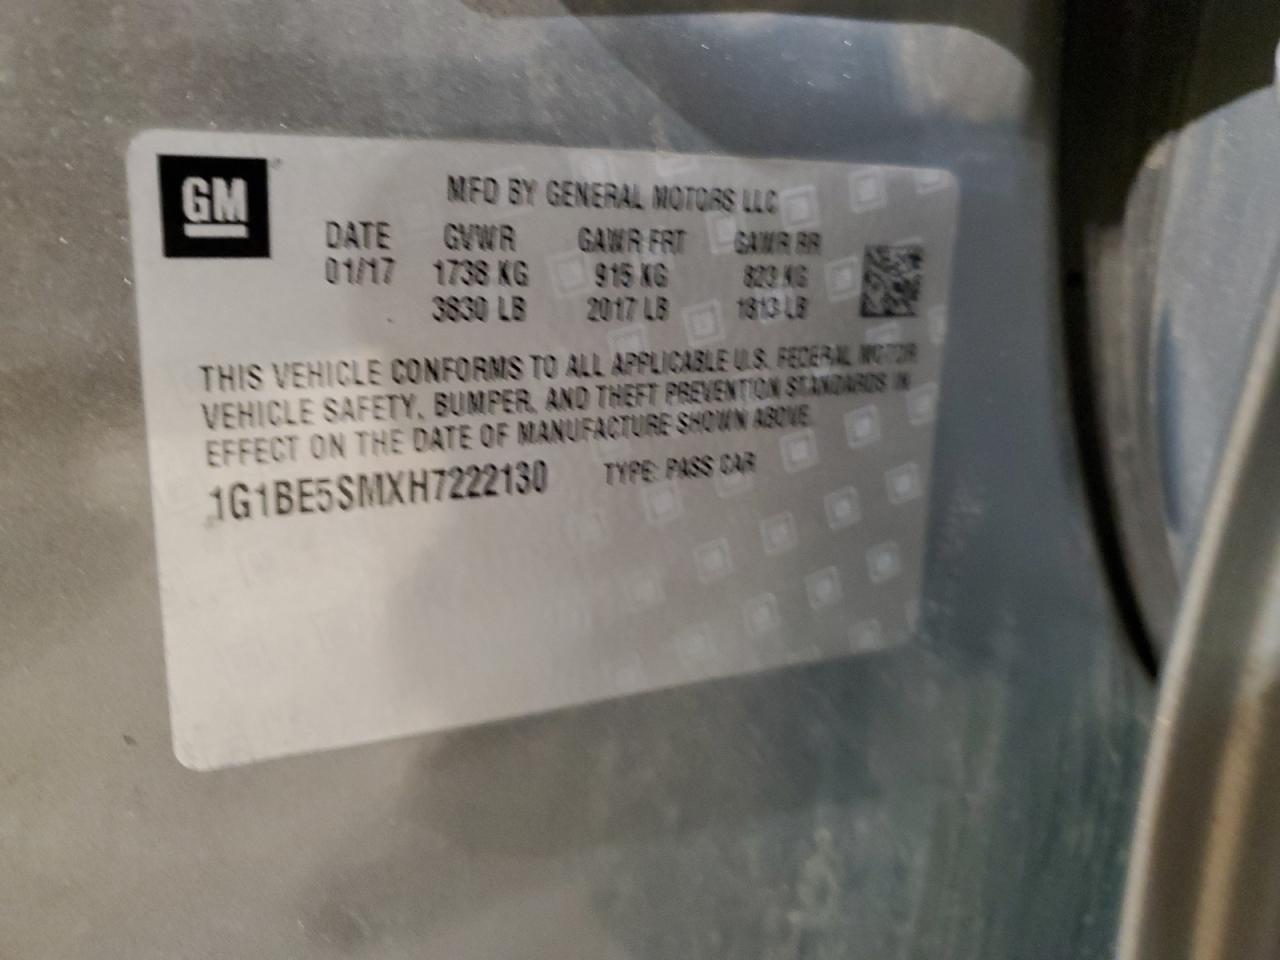 GM
MFD BY GENERAL MOTORS LLC
DATE GVWR GAWR FRT GAWR RR
01/17 1738 KG 915 KG 823 KG
3830 LB 2017 LB 1813 LB
THIS VEHICLE CONFORMS TO ALL APPLICABLE U.S. FEDERAL MOTOR
VEHICLE SAFETY, BUMPER, AND THEFT PREVENTION STANDARDS IN
EFFECT ON THE DATE OF MANUFACTURE SHOWN ABOVE.
1G1BE5SMXH7222130 TYPE: PASS CAR